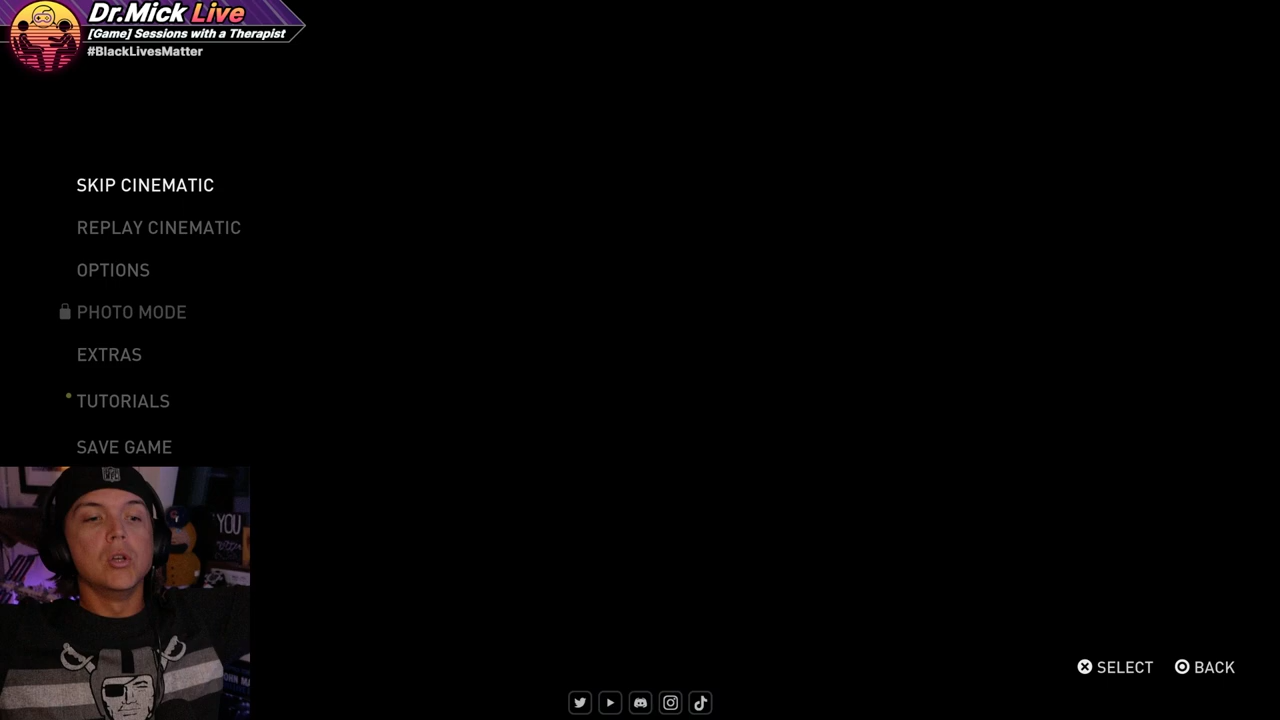 Dr.Mick Live
[Game] Sessions with a Therapist
#BlackLivesMatter
SKIP CINEMATIC
REPLAY CINEMATIC
OPTIONS
PHOTO MODE
EXTRAS
TUTORIALS
SAVE GAME
YOU
SELECT BACK